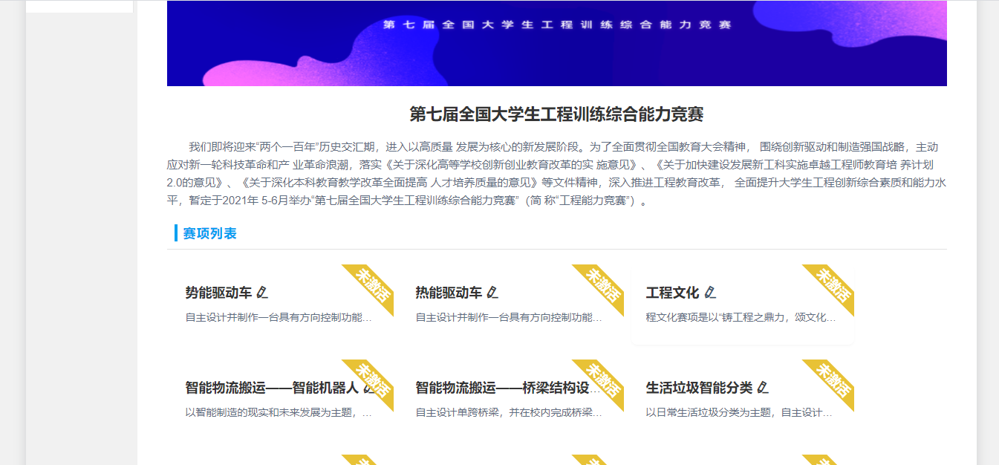 第七届全国大学生工程训练综合能力竞赛
第七届全国大学生工程训练综合能力竞赛
我们即将迎来“两个一百年”历史交汇期，进入以高质量 发展为核心的新发展阶段。为了全面贯彻全国教育大会精神， 围绕创新驱动和制造强国战略，主动
应对新一轮科技革命和产 业革命浪潮，落实《关于深化高等学校创新创业教育改革的实 施意见》、《关于加快建设发展新工科实施卓越工程师教育培 养计划
2.0的意见》、《关于深化本科教育教学改革全面提高 人才培养质量的意见》等文件精神，深入推进工程教育改革， 全面提升大学生工程创新综合素质和能力水
平，暂定于2021年 5-6月举办“第七届全国大学生工程训练综合能力竞赛”（简 称“工程能力竞赛”）。
赛项列表
势能驱动车
未激活
自主设计并制作一台具有方向控制功能...
热能驱动车
未激活
自主设计并制作一台具有方向控制功能...
工程文化
未激活
程文化赛项是以“铸工程之鼎力，颂文化...
智能物流搬运——智能机器人
未激活
以智能制造的现实和未来发展为主题，...
智能物流搬运——桥梁结构设...
未激活
自主设计单跨桥梁，并在校内完成桥梁...
生活垃圾智能分类
未激活
以日常生活垃圾分类为主题，自主设计...